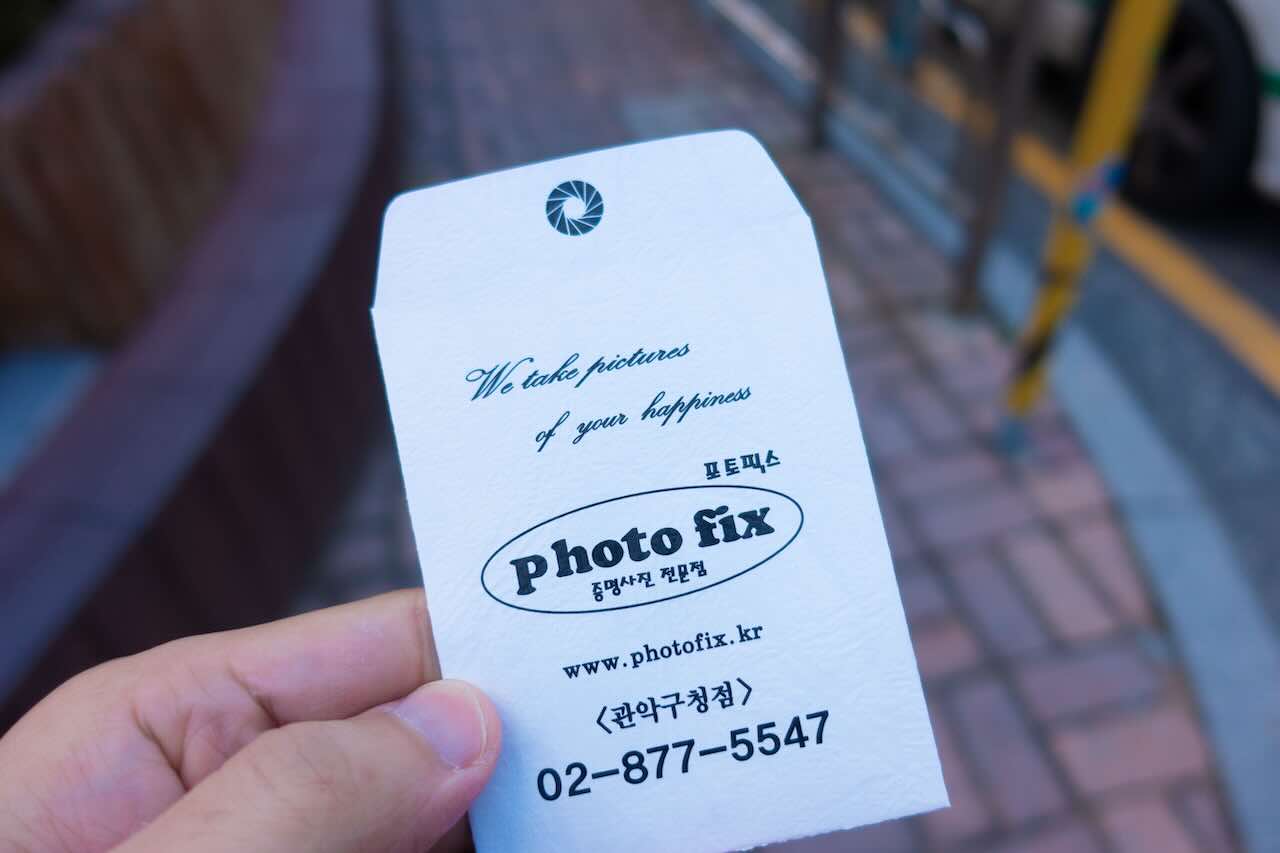 We take pictures
of your happiness
포토픽스
photo fix
증명사진 전문점
www.photofix.kr
<관악구청점>
02-877-5547